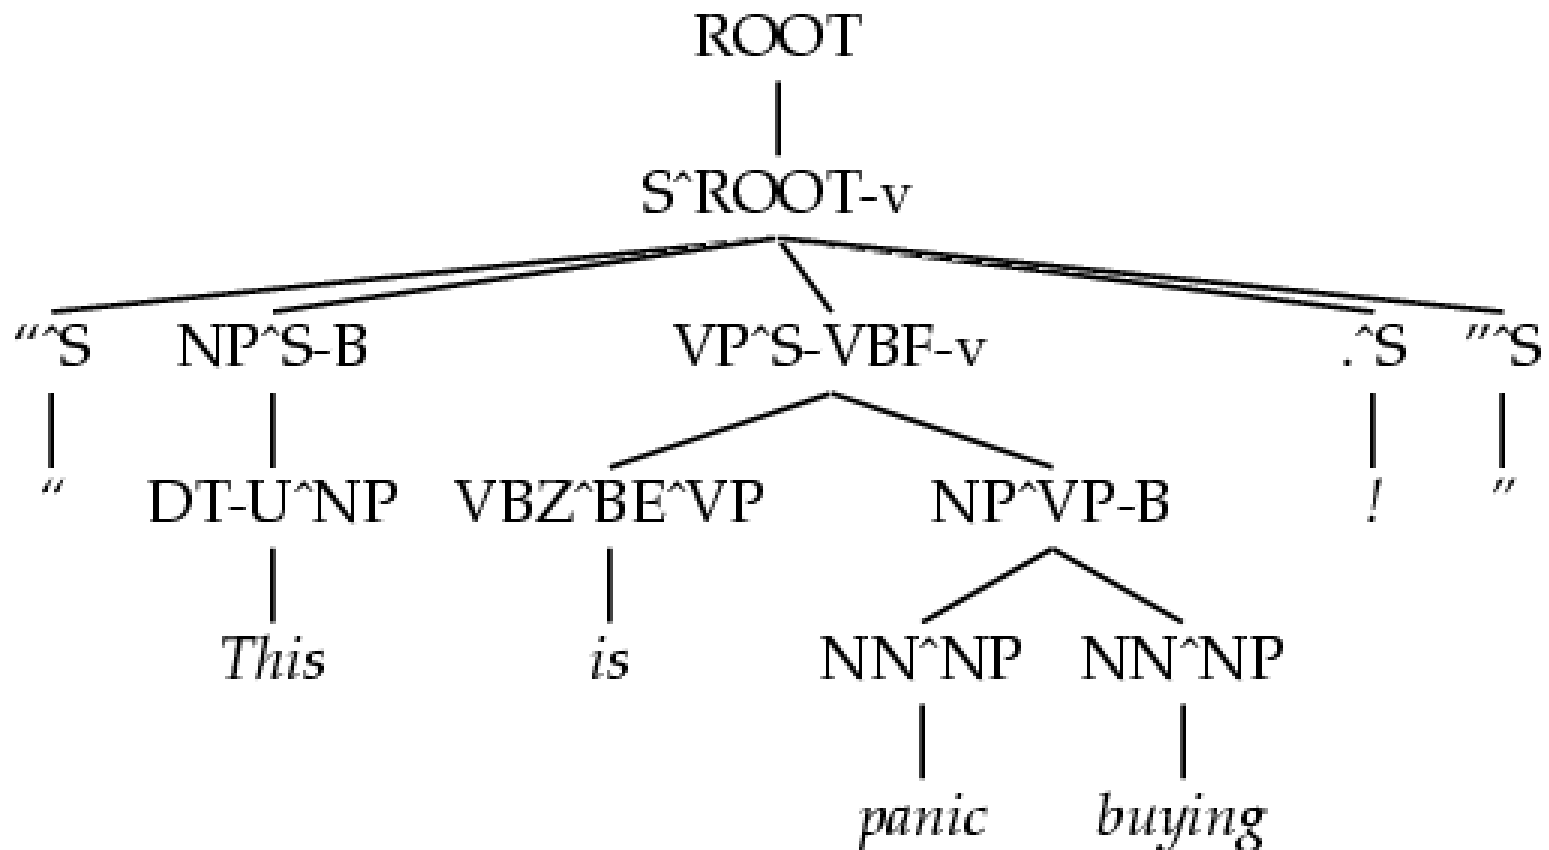 ROOT
S^ROOT-v
“^S NP^S-B VP^S-VBF-v .^S ”^S
“ DT-U^NP VBZ^BE^VP NP^VP-B ! ”
This is NN^NP NN^NP
panic buying